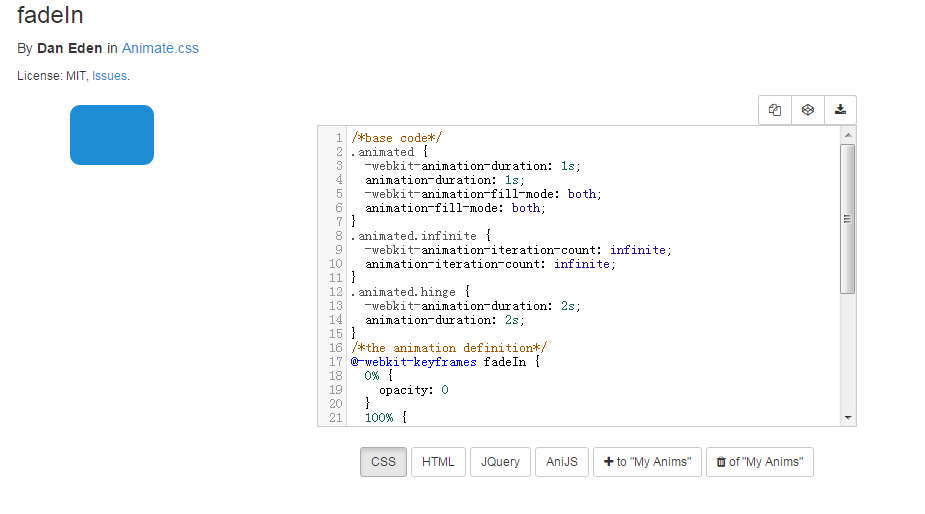 fadeIn
By Dan Eden in Animate.css
License: MIT, Issues.
1 /*base code*/
2 .animated {
3 -webkit-animation-duration: 1s;
4 animation-duration: 1s;
5 -webkit-animation-fill-mode: both;
6 animation-fill-mode: both;
7 }
8 .animated.infinite {
9 -webkit-animation-iteration-count: infinite;
10 animation-iteration-count: infinite;
11 }
12 .animated.hinge {
13 -webkit-animation-duration: 2s;
14 animation-duration: 2s;
15 }
16 /*the animation definition*/
17 @-webkit-keyframes fadeIn {
18 0% {
19 opacity: 0
20 }
21 100% {
CSS HTML JQuery AniJS + to "My Anims" of "My Anims"